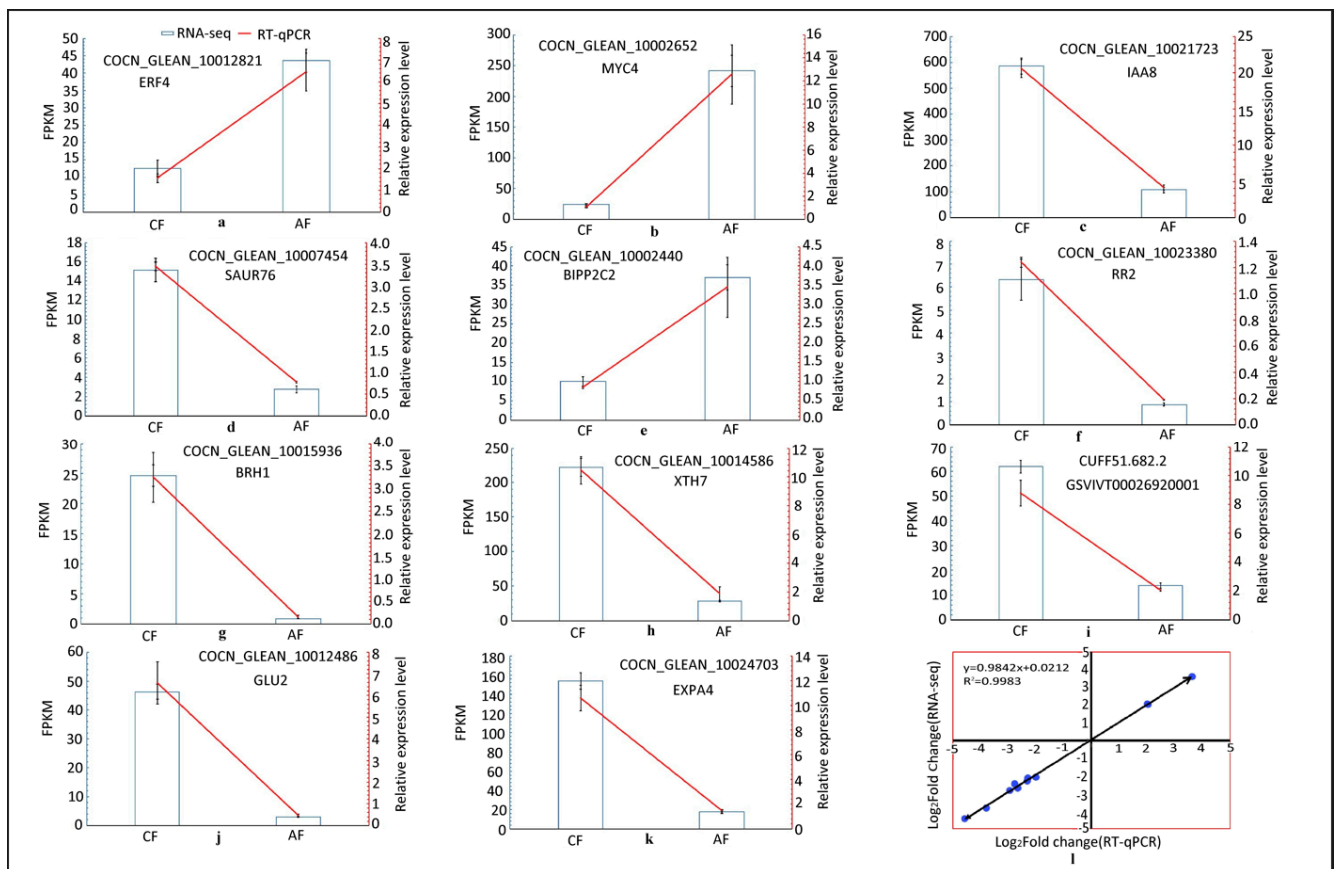 RNA-seq RT-qPCR
COCN_GLEAN_10012821
ERF4
FPKM
50
45
40
35
30
25
20
15
10
5
0
8
7
6
5
4
3
2
1
0
Relative expression level
CF
AF
a
COCN_GLEAN_10002652
MYC4
FPKM
300
250
200
150
100
50
0
16
14
12
10
8
6
4
2
0
Relative expression level
CF
AF
b
COCN_GLEAN_10021723
IAA8
FPKM
700
600
500
400
300
200
100
0
25
20
15
10
5
0
Relative expression level
CF
AF
c
COCN_GLEAN_10007454
SAUR76
FPKM
18
16
14
12
10
8
6
4
2
0
4.0
3.5
3.0
2.5
2.0
1.5
1.0
0.5
0.0
Relative expression level
CF
AF
d
COCN_GLEAN_10002440
BIPP2C2
FPKM
45
40
35
30
25
20
15
10
5
0
4.5
4.0
3.5
3.0
2.5
2.0
1.5
1.0
0.5
0.0
Relative expression level
CF
AF
e
COCN_GLEAN_10023380
RR2
FPKM
8
7
6
5
4
3
2
1
0
1.4
1.2
1.0
0.8
0.6
0.4
0.2
0.0
Relative expression level
CF
AF
f
COCN_GLEAN_10015936
BRH1
FPKM
30
25
20
15
10
5
0
4.0
3.5
3.0
2.5
2.0
1.5
1.0
0.5
0.0
Relative expression level
CF
AF
g
COCN_GLEAN_10014586
XTH7
FPKM
250
200
150
100
50
0
12
10
8
6
4
2
0
Relative expression level
CF
AF
h
CUFF51.682.2
GSVIVT00026920001
FPKM
70
60
50
40
30
20
10
0
12
10
8
6
4
2
0
Relative expression level
CF
AF
i
COCN_GLEAN_10012486
GLU2
FPKM
60
50
40
30
20
10
0
8
7
6
5
4
3
2
1
0
Relative expression level
CF
AF
j
COCN_GLEAN_10024703
EXPA4
FPKM
180
160
140
120
100
80
60
40
20
0
14
12
10
8
6
4
2
0
Relative expression level
CF
AF
k
y=0.9842x+0.0212
R²=0.9983
Log₂Fold change(RNA-seq)
5
4
3
2
1
-1
-2
-3
-4
-5
-5 -4 -3 -2 -1 1 2 3 4 5
Log₂Fold change(RT-qPCR)
l